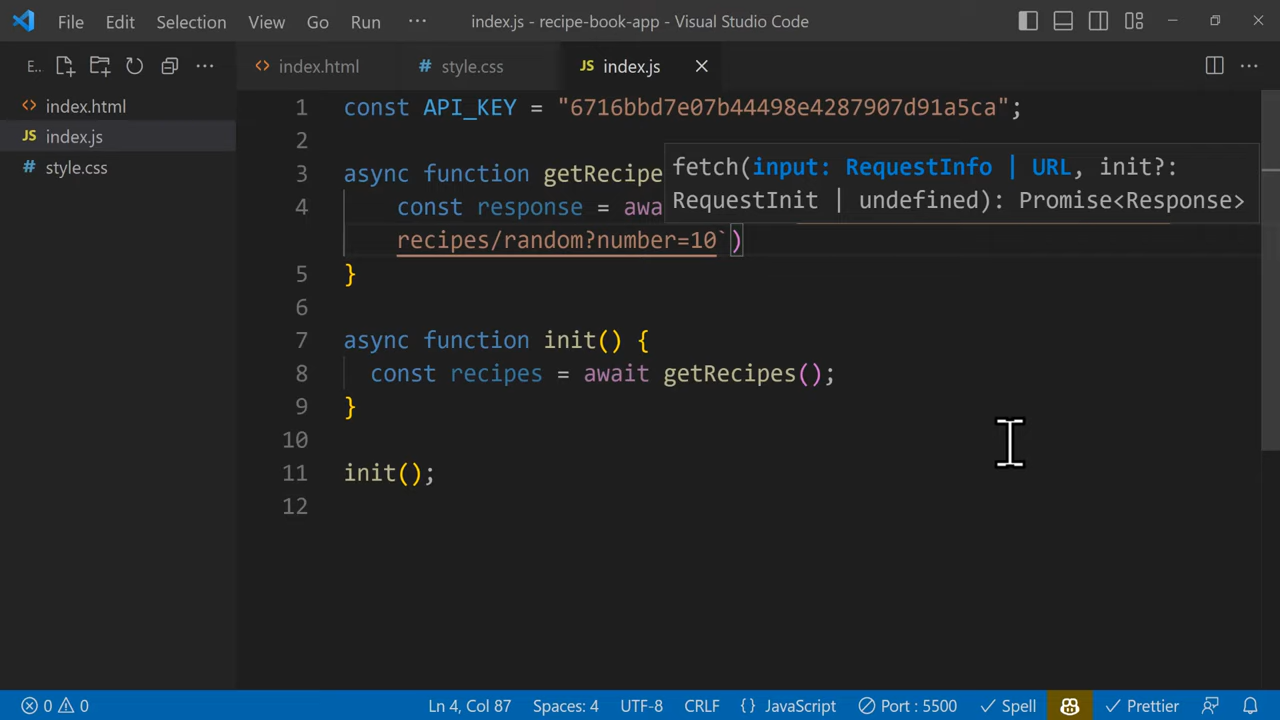 File Edit Selection View Go Run ··· index.js - recipe-book-app - Visual Studio Code
E.. ··· <> index.html # style.css JS index.js ···
<> index.html
JS index.js
# style.css
1 const API_KEY = "6716bbd7e07b44498e4287907d91a5ca";
2
3 async function getRecipe
fetch(input: RequestInfo | URL, init?:
4 const response = awa
RequestInit | undefined): Promise<Response>
recipes/random?number=10`)
5 }
6
7 async function init() {
8 const recipes = await getRecipes();
9 }
10
11 init();
12
0 0 Ln 4, Col 87 Spaces: 4 UTF-8 CRLF {} JavaScript Port : 5500 Spell Prettier